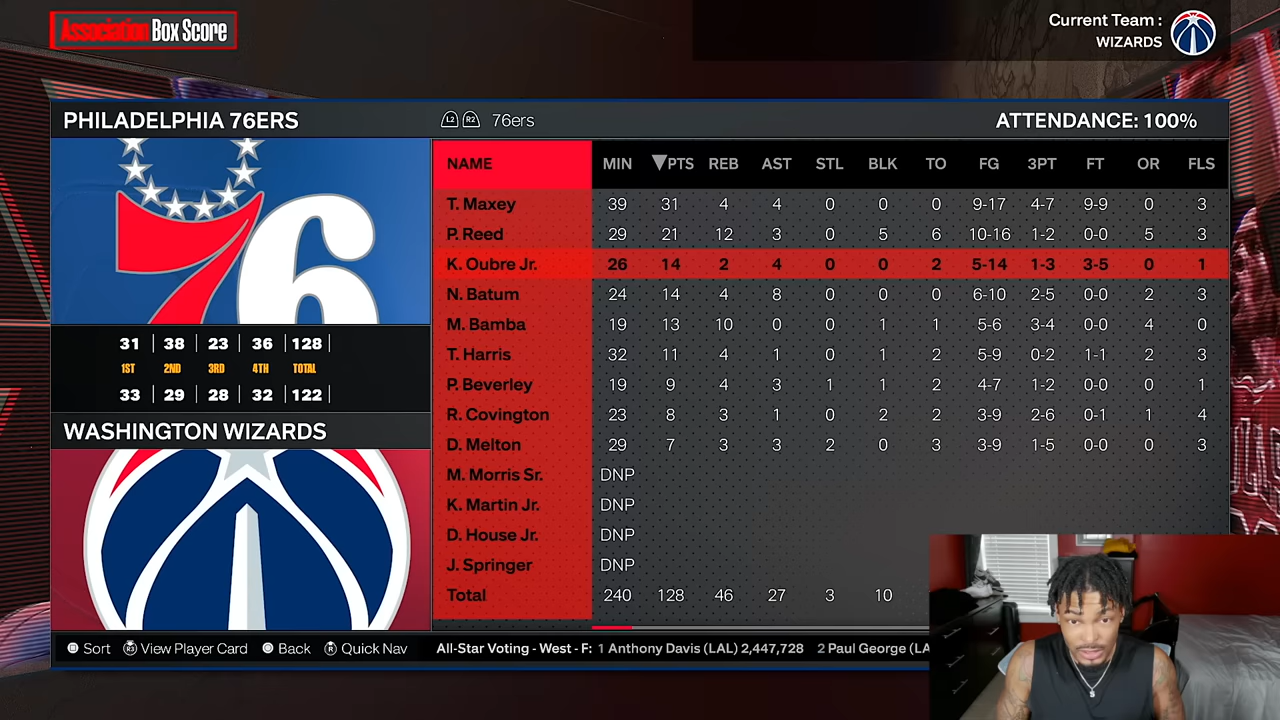 Association Box Score
Current Team :
WIZARDS
PHILADELPHIA 76ERS
L2 R2 76ers
ATTENDANCE: 100%
76
31 38 23 36 128
1ST 2ND 3RD 4TH TOTAL
33 29 28 32 122
WASHINGTON WIZARDS
NAME MIN PTS REB AST STL BLK TO FG 3PT FT OR FLS
T. Maxey 39 31 4 4 0 0 0 9-17 4-7 9-9 0 3
P. Reed 29 21 12 3 0 5 6 10-16 1-2 0-0 5 3
K. Oubre Jr. 26 14 2 4 0 0 2 5-14 1-3 3-5 0 1
N. Batum 24 14 4 8 0 0 0 6-10 2-5 0-0 2 3
M. Bamba 19 13 10 0 0 1 1 5-6 3-4 0-0 4 0
T. Harris 32 11 4 1 0 1 2 5-9 0-2 1-1 2 3
P. Beverley 19 9 4 3 1 1 2 4-7 1-2 0-0 0 1
R. Covington 23 8 3 1 0 2 2 3-9 2-6 0-1 1 4
D. Melton 29 7 3 3 2 0 3 3-9 1-5 0-0 0 3
M. Morris Sr. DNP
K. Martin Jr. DNP
D. House Jr. DNP
J. Springer DNP
Total 240 128 46 27 3 10
Sort R3 View Player Card Back R Quick Nav
All-Star Voting - West - F: 1 Anthony Davis (LAL) 2,447,728 2 Paul George (LA